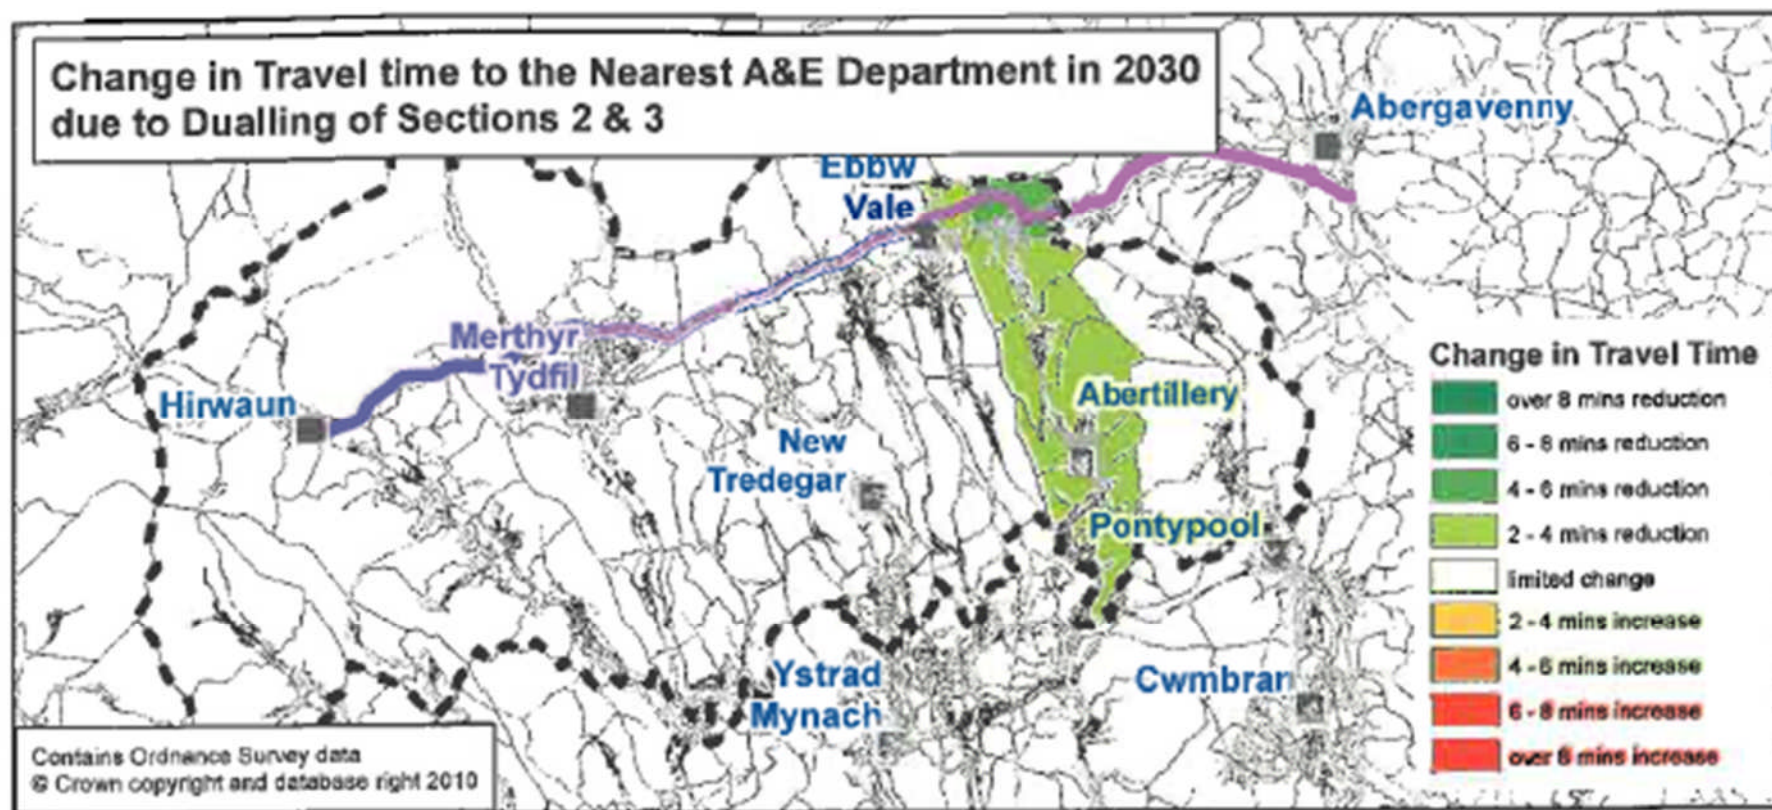 Change in Travel time to the Nearest A&E Department in 2030
due to Dualling of Sections 2 & 3
Abergavenny
Ebbw
Vale
Merthyr
Tydfil
Hirwaun
Abertillery
New
Tredegar
Pontypool
Ystrad
Mynach
Cwmbran
Change in Travel Time
over 8 mins reduction
6 - 8 mins reduction
4 - 6 mins reduction
2 - 4 mins reduction
limited change
2 - 4 mins increase
4 - 6 mins increase
6 - 8 mins increase
over 8 mins increase
Contains Ordnance Survey data
© Crown copyright and database right 2010